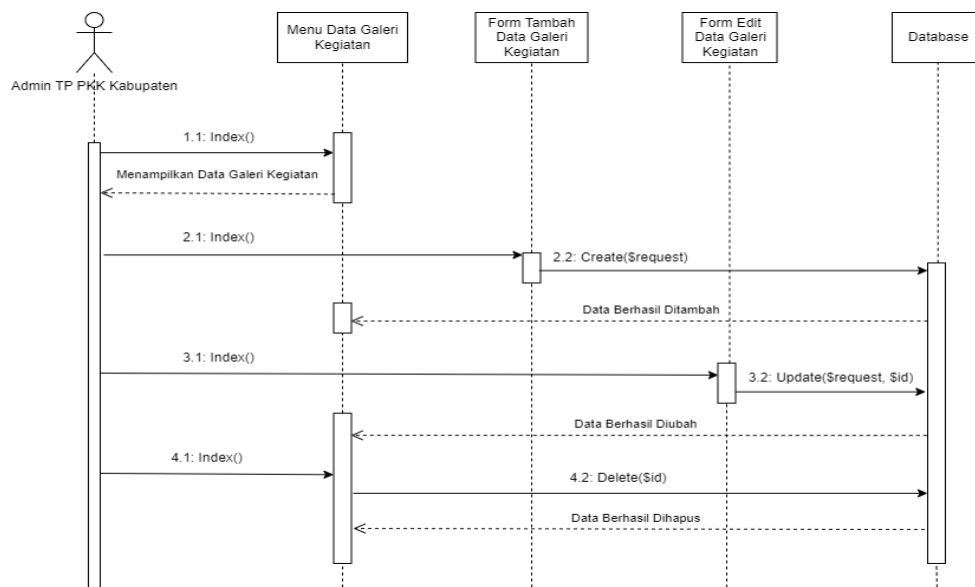 Menu Data Galeri
Kegiatan
Form Tambah
Data Galeri
Kegiatan
Form Edit
Data Galeri
Kegiatan
Database
Admin TP PKK Kabupaten
1.1: Index()
Menampilkan Data Galeri Kegiatan
2.1: Index()
2.2: Create($request)
Data Berhasil Ditambah
3.1: Index()
3.2: Update($request, $id)
Data Berhasil Diubah
4.1: Index()
4.2: Delete($id)
Data Berhasil Dihapus